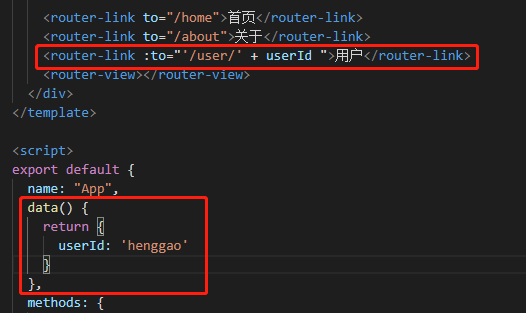 <router-link to="/home">首页</router-link>
<router-link to="/about">关于</router-link>
<router-link :to="'/user/' + userId ">用户</router-link>
<router-view></router-view>
</div>
</template>
<script>
export default {
name: "App",
data() {
return {
userId: 'henggao'
}
},
methods: {